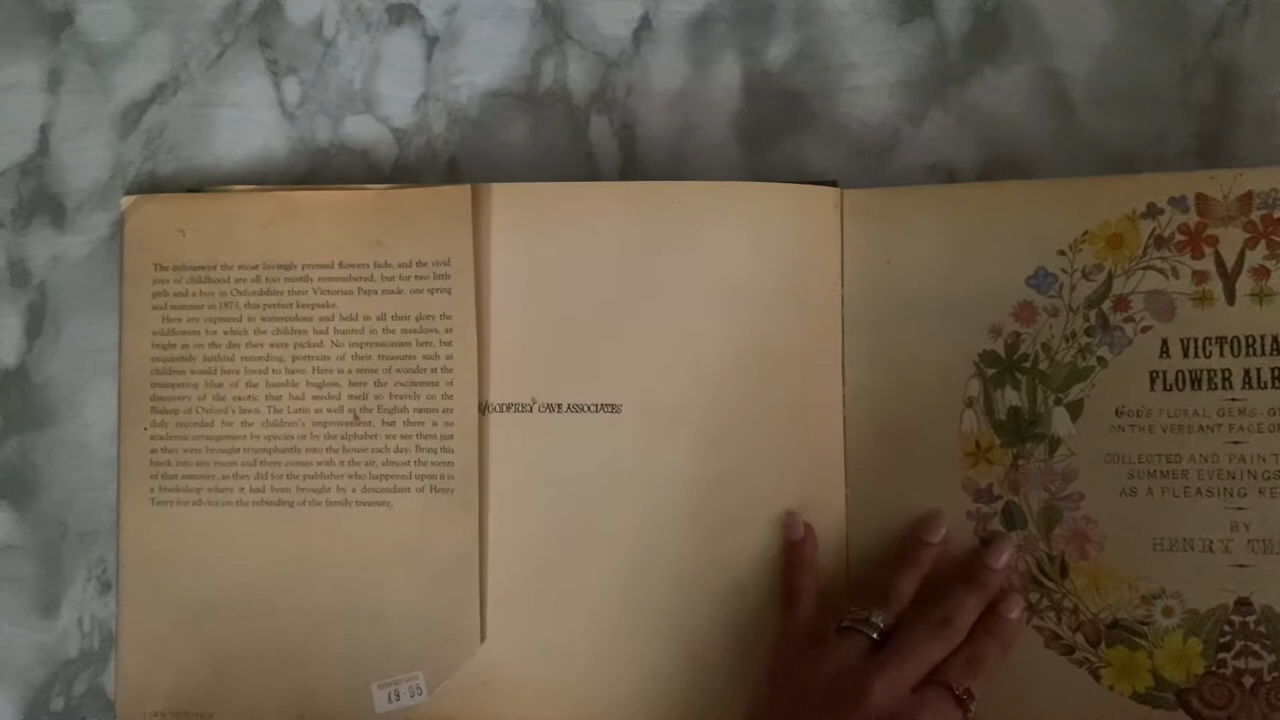 The colours of the most lovingly pressed flowers fade, and the vivid
joys of childhood are all too mistily remembered, but for two little
girls and a boy in Oxfordshire their Victorian Papa made, one spring
and summer in 1873, this perfect keepsake.
Here are captured in watercolour and held in all their glory the
wildflowers for which the children had hunted in the meadows, as
bright as on the day they were picked. No impressionism here, but
exquisitely faithful recording, portraits of their treasures such as
children would have loved to have. Here is a sense of wonder at the
trumpeting blue of the humble bugloss, here the excitement of
discovery of the exotic that had seeded itself so bravely on the
Bishop of Oxford's lawn. The Latin as well as the English names are
duly recorded for the children's improvement, but there is no
academic arrangement by species or by the alphabet: we see them just
as they were brought triumphantly into the house each day. Bring this
book into any room and there comes with it the air, almost the scents
of that summer, as they did for the publisher who happened upon it in
a bookshop where it had been brought by a descendant of Henry
Terry for advice on the rebinding of the family treasure.
£9.95
/GODFREY CAVE ASSOCIATES
A VICTORIA
FLOWER ALB
GOD'S FLORAL GEMS-G
ON THE VERDANT FACE O
COLLECTED AND PAINT
SUMMER EVENINGS
AS A PLEASING RE
BY
HENRY TE